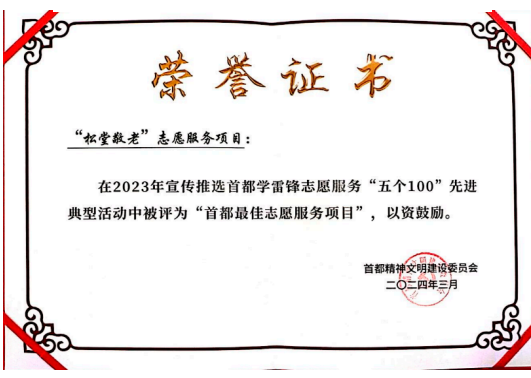 荣誉证书
“松堂敬老”志愿服务项目：
在2023年宣传推选首都学雷锋志愿服务“五个100”先进
典型活动中被评为“首都最佳志愿服务项目”，以资鼓励。
首都精神文明建设委员会
二〇二四年三月